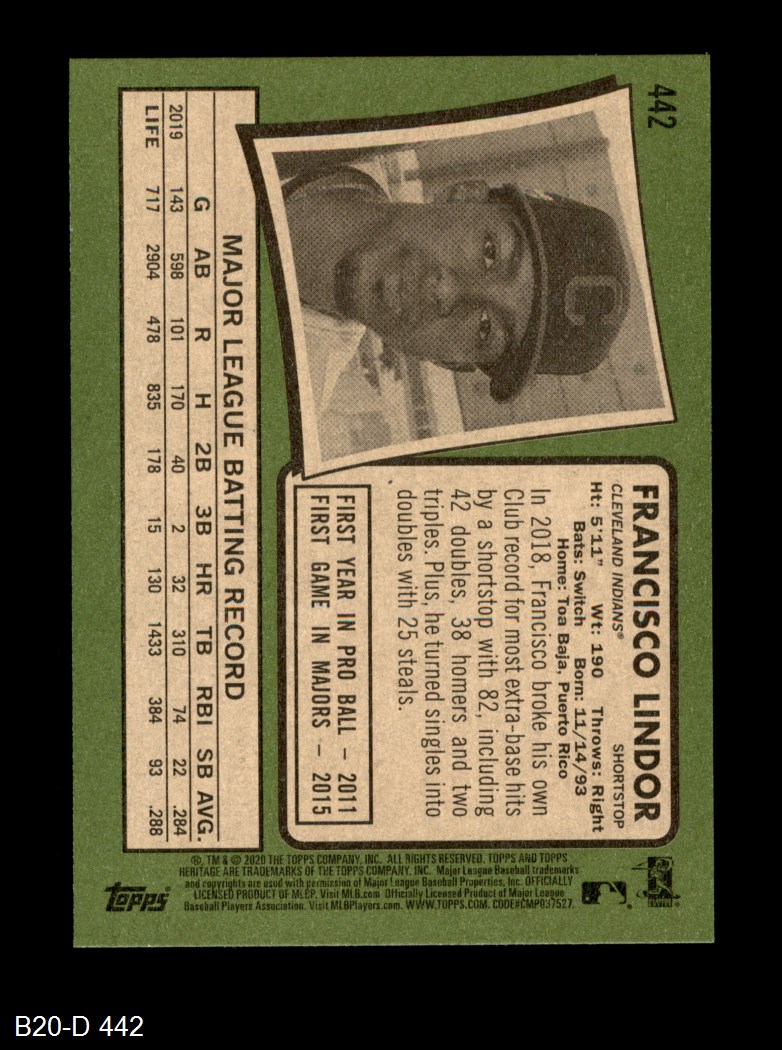 442
FRANCISCO LINDOR
CLEVELAND INDIANS® SHORTSTOP
Ht: 5'11" Wt: 190 Throws: Right
Bats: Switch Born: 11/14/93
Home: Toa Baja, Puerto Rico
In 2018, Francisco broke his own
Club record for most extra-base hits
by a shortstop with 82, including
42 doubles, 38 homers and two
triples. Plus, he turned singles into
doubles with 25 steals.
FIRST YEAR IN PRO BALL – 2011
FIRST GAME IN MAJORS – 2015
C
MAJOR LEAGUE BATTING RECORD
G AB R H 2B 3B HR TB RBI SB AVG.
2019 143 598 101 170 40 2 32 310 74 22 .284
LIFE 717 2904 478 835 178 15 130 1433 384 93 .288
®, TM & © 2020 THE TOPPS COMPANY, INC. ALL RIGHTS RESERVED. TOPPS AND TOPPS
HERITAGE ARE TRADEMARKS OF THE TOPPS COMPANY, INC. Major League Baseball trademarks
and copyrights are used with permission of Major League Baseball Properties, Inc. OFFICIALLY
LICENSED PRODUCT OF MLBP. Visit MLB.com Officially Licensed Product of Major League
Baseball Players Association. Visit MLBPlayers.com. WWW.TOPPS.COM. CODE#CMP037527.
Topps
B20-D 442